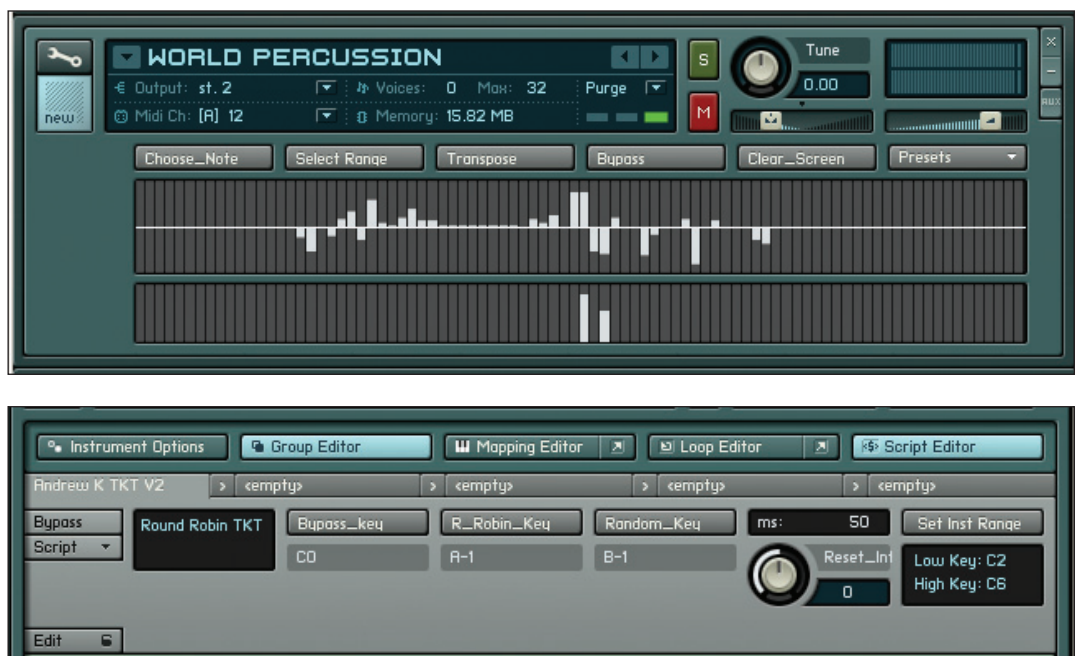 WORLD PERCUSSION
S
Tune
×
Output: st. 2 Voices: 0 Max: 32 Purge
0.00
AUX
new Midi Ch: [A] 12 Memory: 15.82 MB
M
Choose_Note Select Range Transpose Bypass Clear_Screen Presets
Instrument Options Group Editor Mapping Editor Loop Editor Script Editor
Andrew K TKT V2 > <empty> > <empty> > <empty> > <empty>
Bypass Round Robin TKT Bypass_key R_Robin_Key Random_Key ms: 50 Set Inst Range
Script C0 A-1 B-1 Reset_Int Low Key: C2
High Key: C6
0
Edit